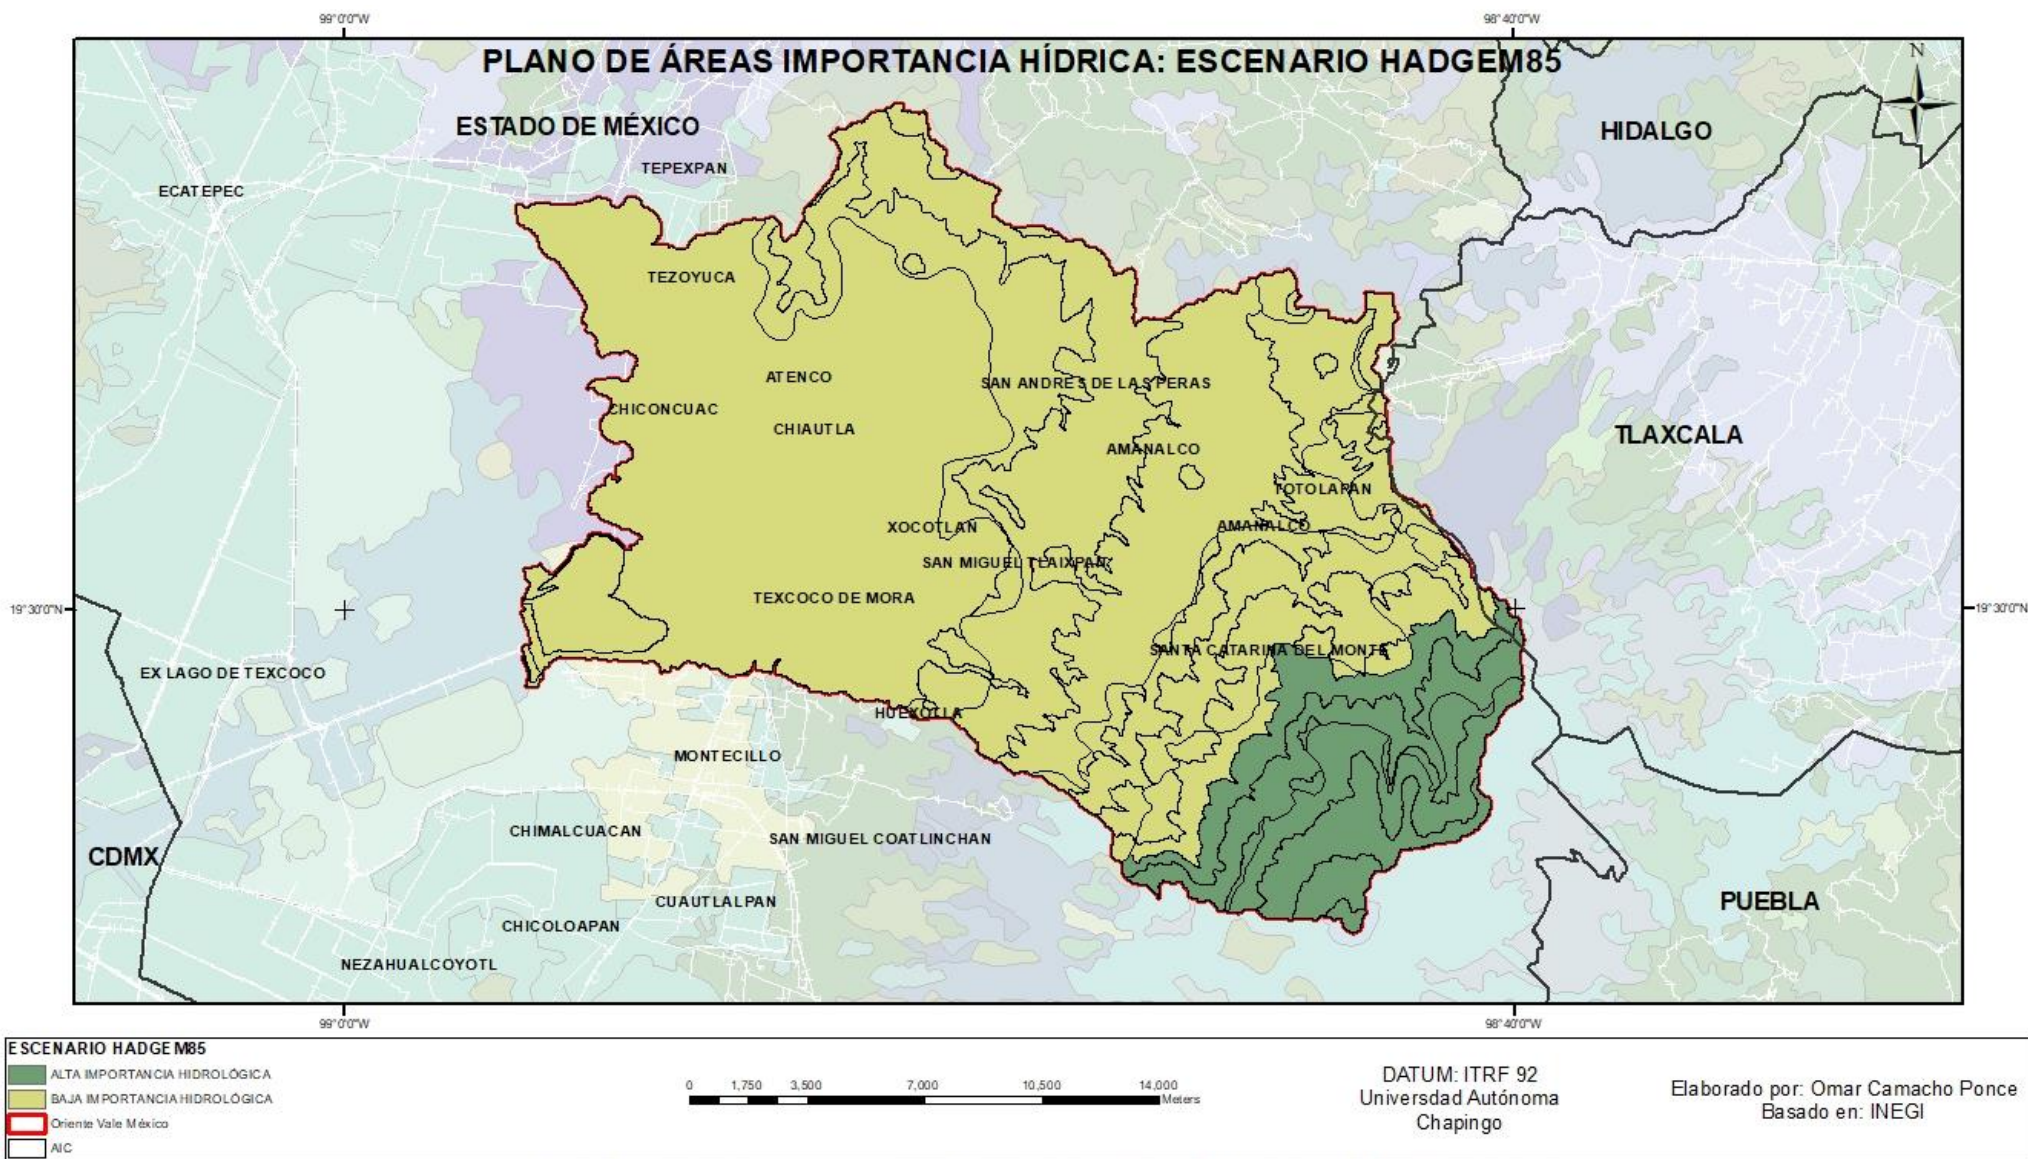 99°0'0"W
98°40'0"W
PLANO DE ÁREAS IMPORTANCIA HÍDRICA: ESCENARIO HADGEM85
N
ESTADO DE MÉXICO
HIDALGO
TEPEXPAN
ECATEPEC
TEZOYUCA
ATENCO
SAN ANDRES DE LAS PERAS
CHICONCUAC
CHIAUTLA
TLAXCALA
AMANALCO
TOTOLAPAN
XOCOTLAN
AMANALCO
SAN MIGUEL TLAIXPAN
TEXCOCO DE MORA
19°30'0"N
19°30'0"N
SANTA CATARINA DEL MONTE
EX LAGO DE TEXCOCO
HUEXOTLA
MONTECILLO
CHIMALCUACAN
SAN MIGUEL COATLINCHAN
CDMX
CUAUTLALPAN
PUEBLA
CHICOLOAPAN
NEZAHUALCOYOTL
99°0'0"W
98°40'0"W
ESCENARIO HADGEM85
ALTA IMPORTANCIA HIDROLÓGICA
BAJA IMPORTANCIA HIDROLÓGICA
Oriente Vale México
AIC
0 1,750 3,500 7,000 10,500 14,000
Meters
DATUM: ITRF 92
Universdad Autónoma
Chapingo
Elaborado por: Omar Camacho Ponce
Basado en: INEGI